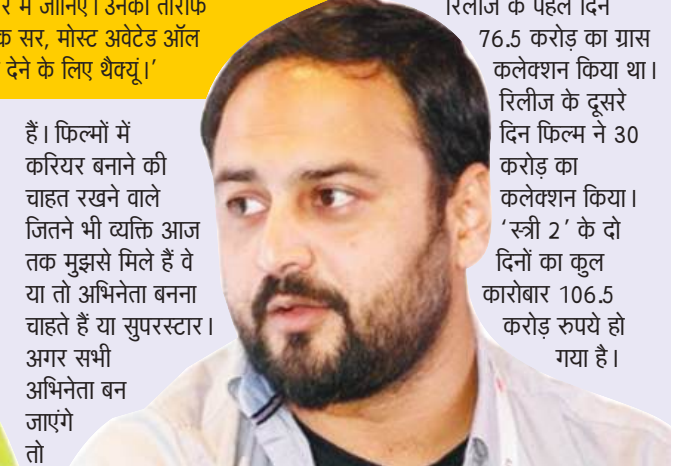 में जानिए। उनकी तारीफ
सर, मोस्ट अवेटेड ऑल
देने के लिए थैंक्यूं।’
हैं। फिल्मों में
करियर बनाने की
चाहत रखने वाले
जितने भी व्यक्ति आज
तक मुझसे मिले हैं वे
या तो अभिनेता बनना
चाहते हैं या सुपरस्टार।
अगर सभी
अभिनेता बन
जाएंगे
तो
रिलीज के पहले दिन
76.5 करोड़ का ग्रास
कलेक्शन किया था।
रिलीज के दूसरे
दिन फिल्म ने 30
करोड़ का
कलेक्शन किया।
‘स्त्री 2’ के दो
दिनों का कुल
कारोबार 106.5
करोड़ रुपये हो
गया है।